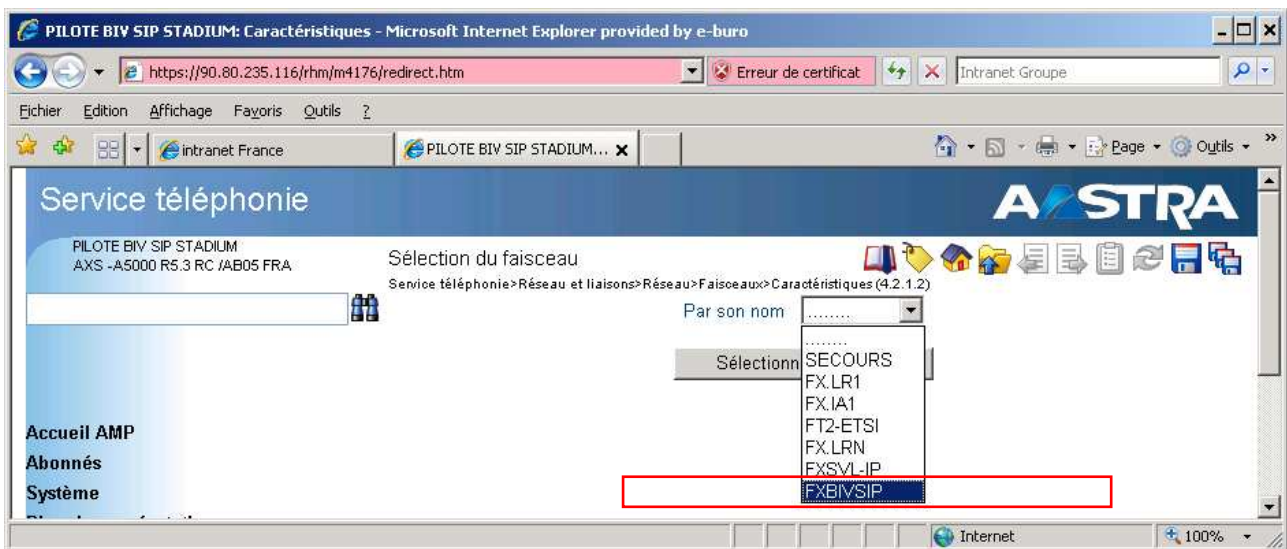 PILOTE BIV SIP STADIUM: Caractéristiques - Microsoft Internet Explorer provided by e-buro
https://90.80.235.116/rhm/m4176/redirect.htm
Erreur de certificat
Intranet Groupe
Fichier Edition Affichage Favoris Outils ?
intranet France
PILOTE BIV SIP STADIUM...
Page
Outils
Service téléphonie
AASTRA
PILOTE BIV SIP STADIUM
AXS -A5000 R5.3 RC /AB05 FRA
Sélection du faisceau
Service téléphonie>Réseau et liaisons>Réseau>Faisceaux>Caractéristiques (4.2.1.2)
Par son nom ........
........
Sélectionn
SECOURS
FX.LR1
FX.IA1
FT2-ETSI
FX.LRN
FXSVL-IP
FXBIVSIP
Accueil AMP
Abonnés
Système
Internet
100%